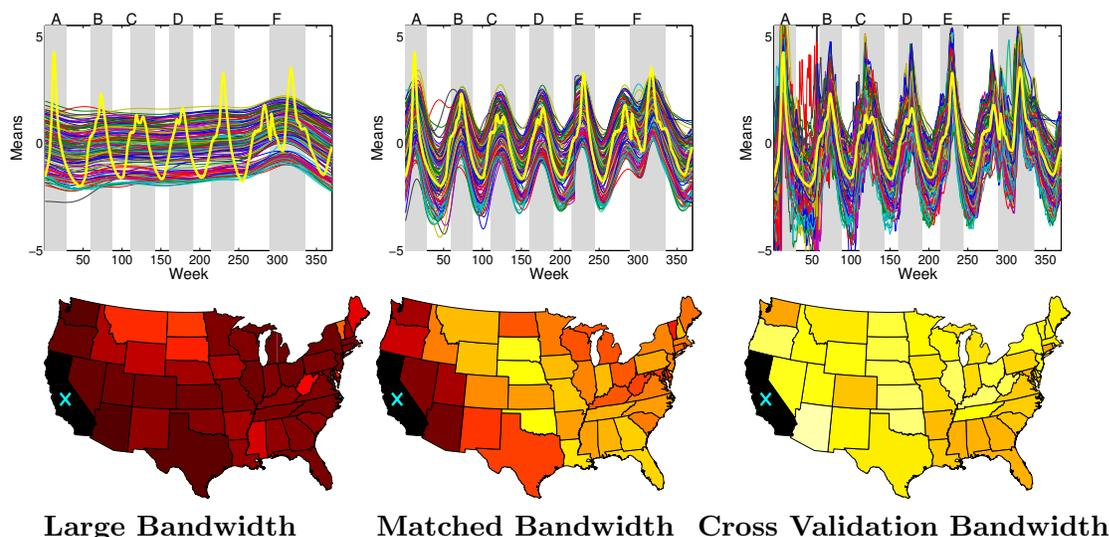 A B C D E F
A B C D E F
A B C D E F
5
0
−5
Means
50 100 150 200 250 300 350
Week
5
0
−5
Means
50 100 150 200 250 300 350
Week
5
0
−5
Means
50 100 150 200 250 300 350
Week
Large Bandwidth
Matched Bandwidth
Cross Validation Bandwidth